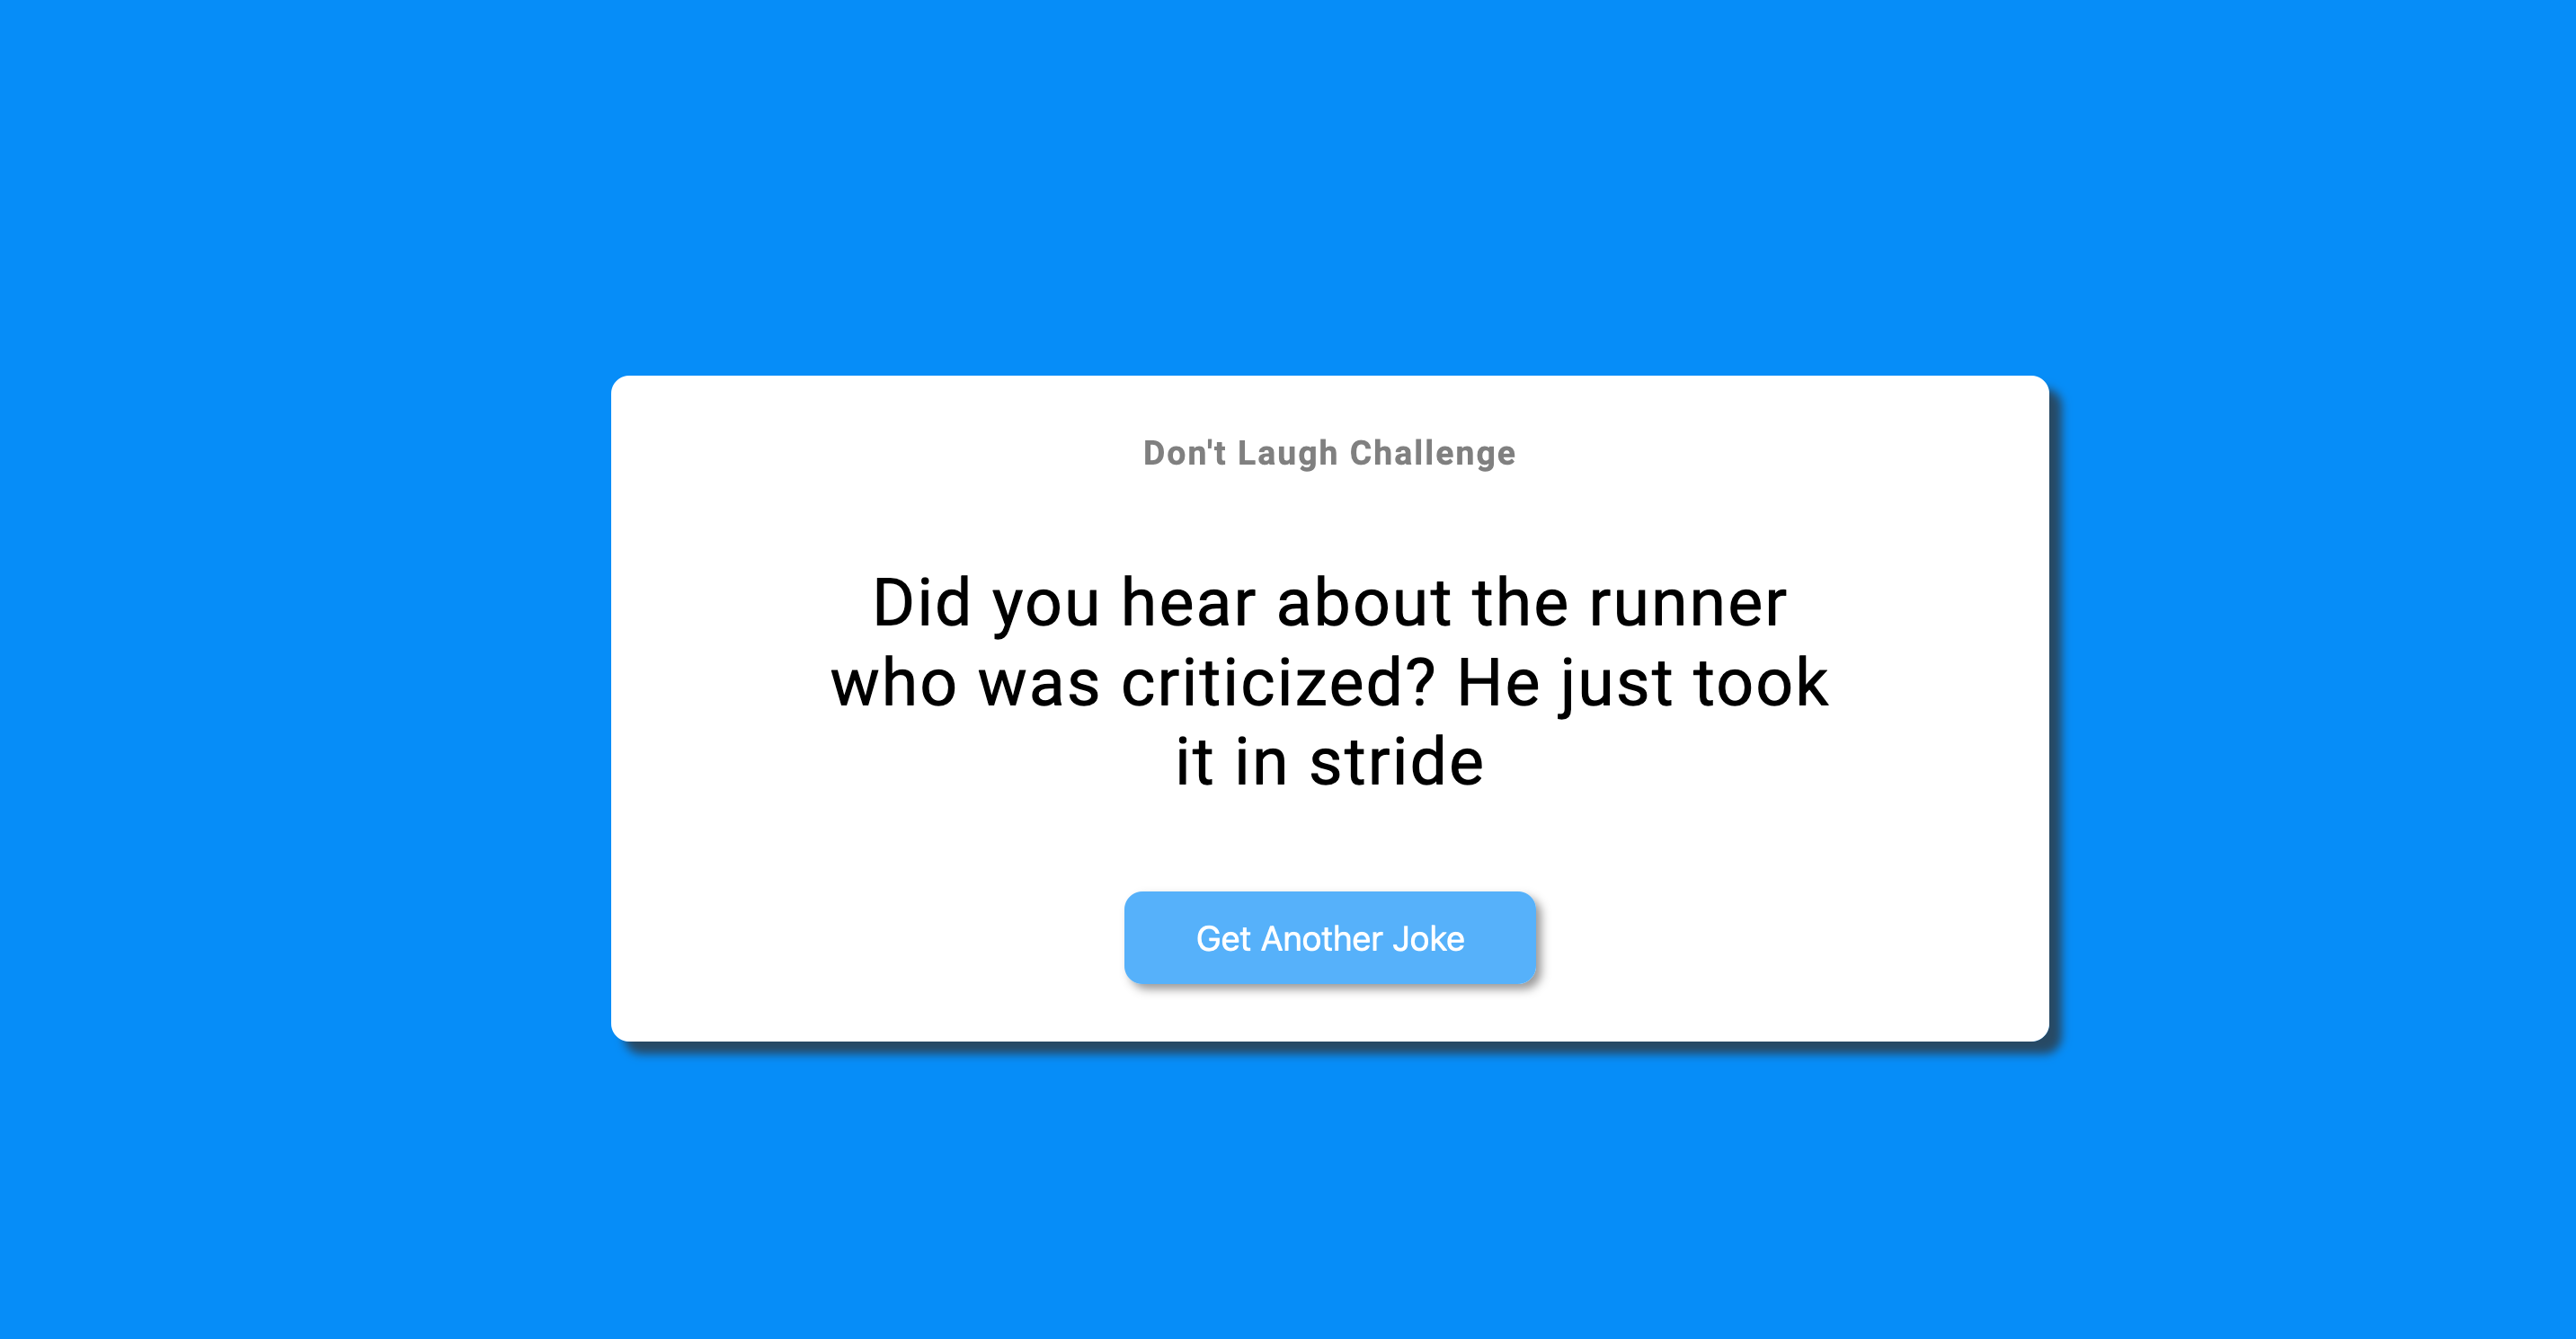 Don't Laugh Challenge
Did you hear about the runner
who was criticized? He just took
it in stride
Get Another Joke